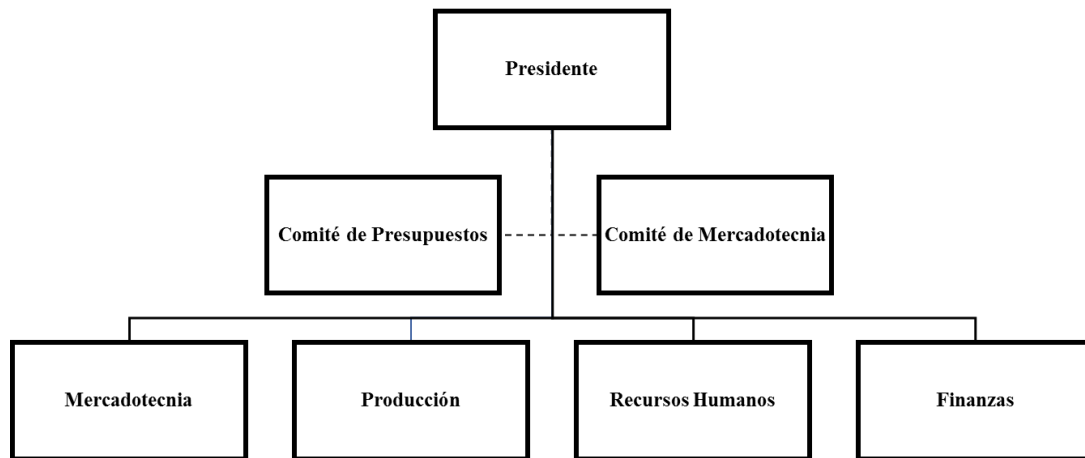 Presidente
Comité de Presupuestos
Comité de Mercadotecnia
Mercadotecnia
Producción
Recursos Humanos
Finanzas